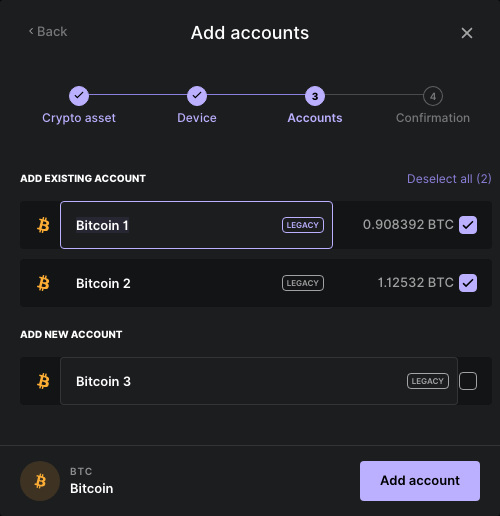 Back
Add accounts
3
4
Crypto asset
Device
Accounts
Confirmation
ADD EXISTING ACCOUNT
Deselect all (2)
Bitcoin 1 LEGACY 0.908392 BTC
Bitcoin 2 LEGACY 1.12532 BTC
ADD NEW ACCOUNT
Bitcoin 3 LEGACY
BTC
Bitcoin
Add account